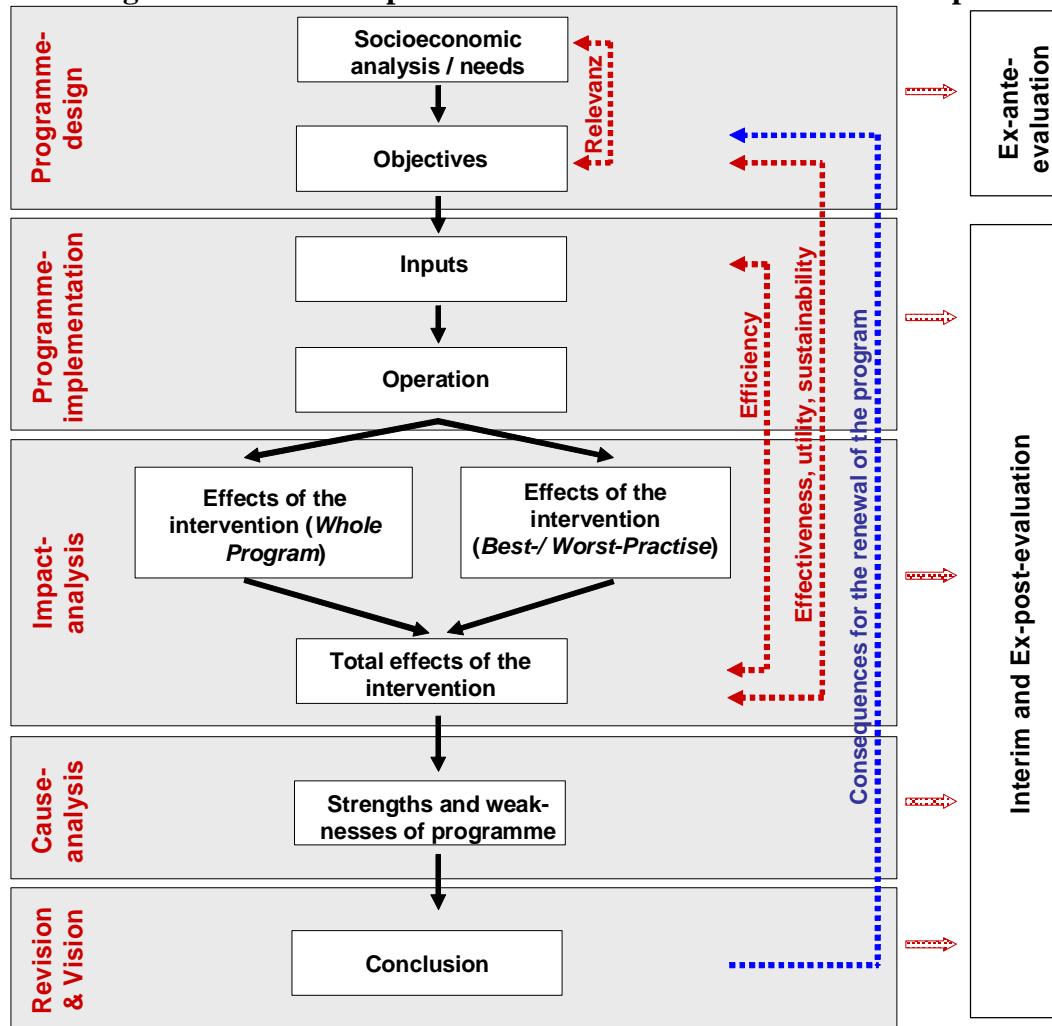 Programme-
design
Socioeconomic
analysis / needs
Objectives
Relevanz
Ex-ante-
evaluation
Programme-
implementation
Inputs
Operation
Efficiency
Effectiveness, utility, sustainability
Consequences for the renewal of the program
Interim and Ex-post-evaluation
Impact-
analysis
Effects of the
intervention (Whole
Program)
Effects of the
intervention
(Best-/ Worst-Practise)
Total effects of the
intervention
Cause-
analysis
Strengths and weak-
nesses of programme
Revision
& Vision
Conclusion